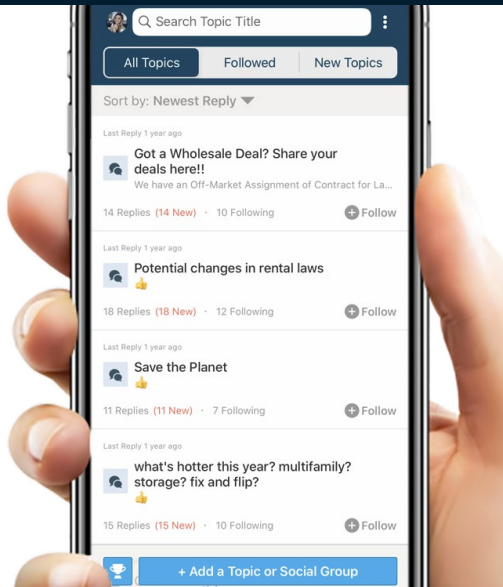 Search Topic Title
All Topics
Followed
New Topics
Sort by: Newest Reply
Last Reply 1 year ago
Got a Wholesale Deal? Share your
deals here!!
We have an Off-Market Assignment of Contract for La...
14 Replies (14 New) · 10 Following
Follow
Last Reply 1 year ago
Potential changes in rental laws
18 Replies (18 New) · 12 Following
Follow
Last Reply 1 year ago
Save the Planet
11 Replies (11 New) · 7 Following
Follow
Last Reply 1 year ago
what's hotter this year? multifamily?
storage? fix and flip?
15 Replies (15 New) · 10 Following
Follow
+ Add a Topic or Social Group